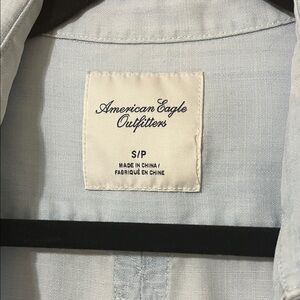 American Eagle
Outfitters
S/P
MADE IN CHINA/
FABRIQUÉ EN CHINE